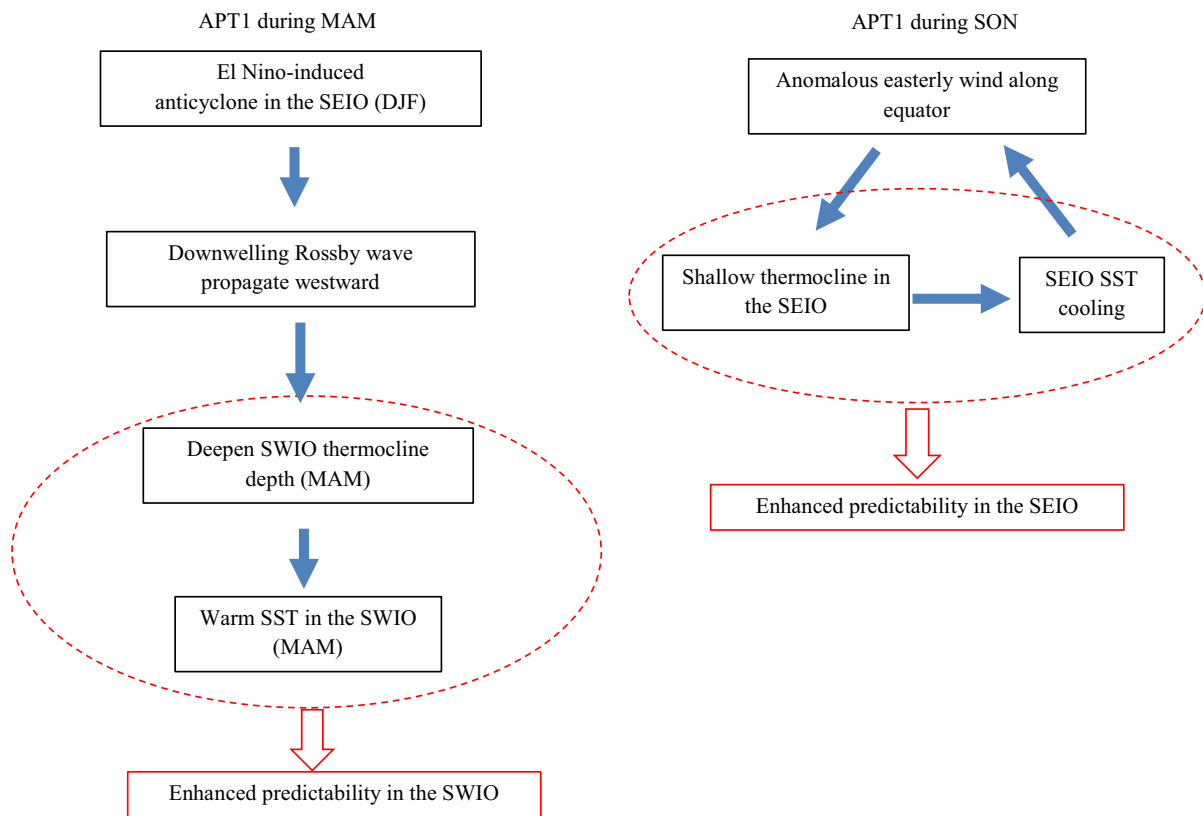 APT1 during MAM
El Nino-induced
anticyclone in the SEIO (DJF)
Downwelling Rossby wave
propagate westward
Deepen SWIO thermocline
depth (MAM)
Warm SST in the SWIO
(MAM)
Enhanced predictability in the SWIO
APT1 during SON
Anomalous easterly wind along
equator
Shallow thermocline in
the SEIO
SEIO SST
cooling
Enhanced predictability in the SEIO